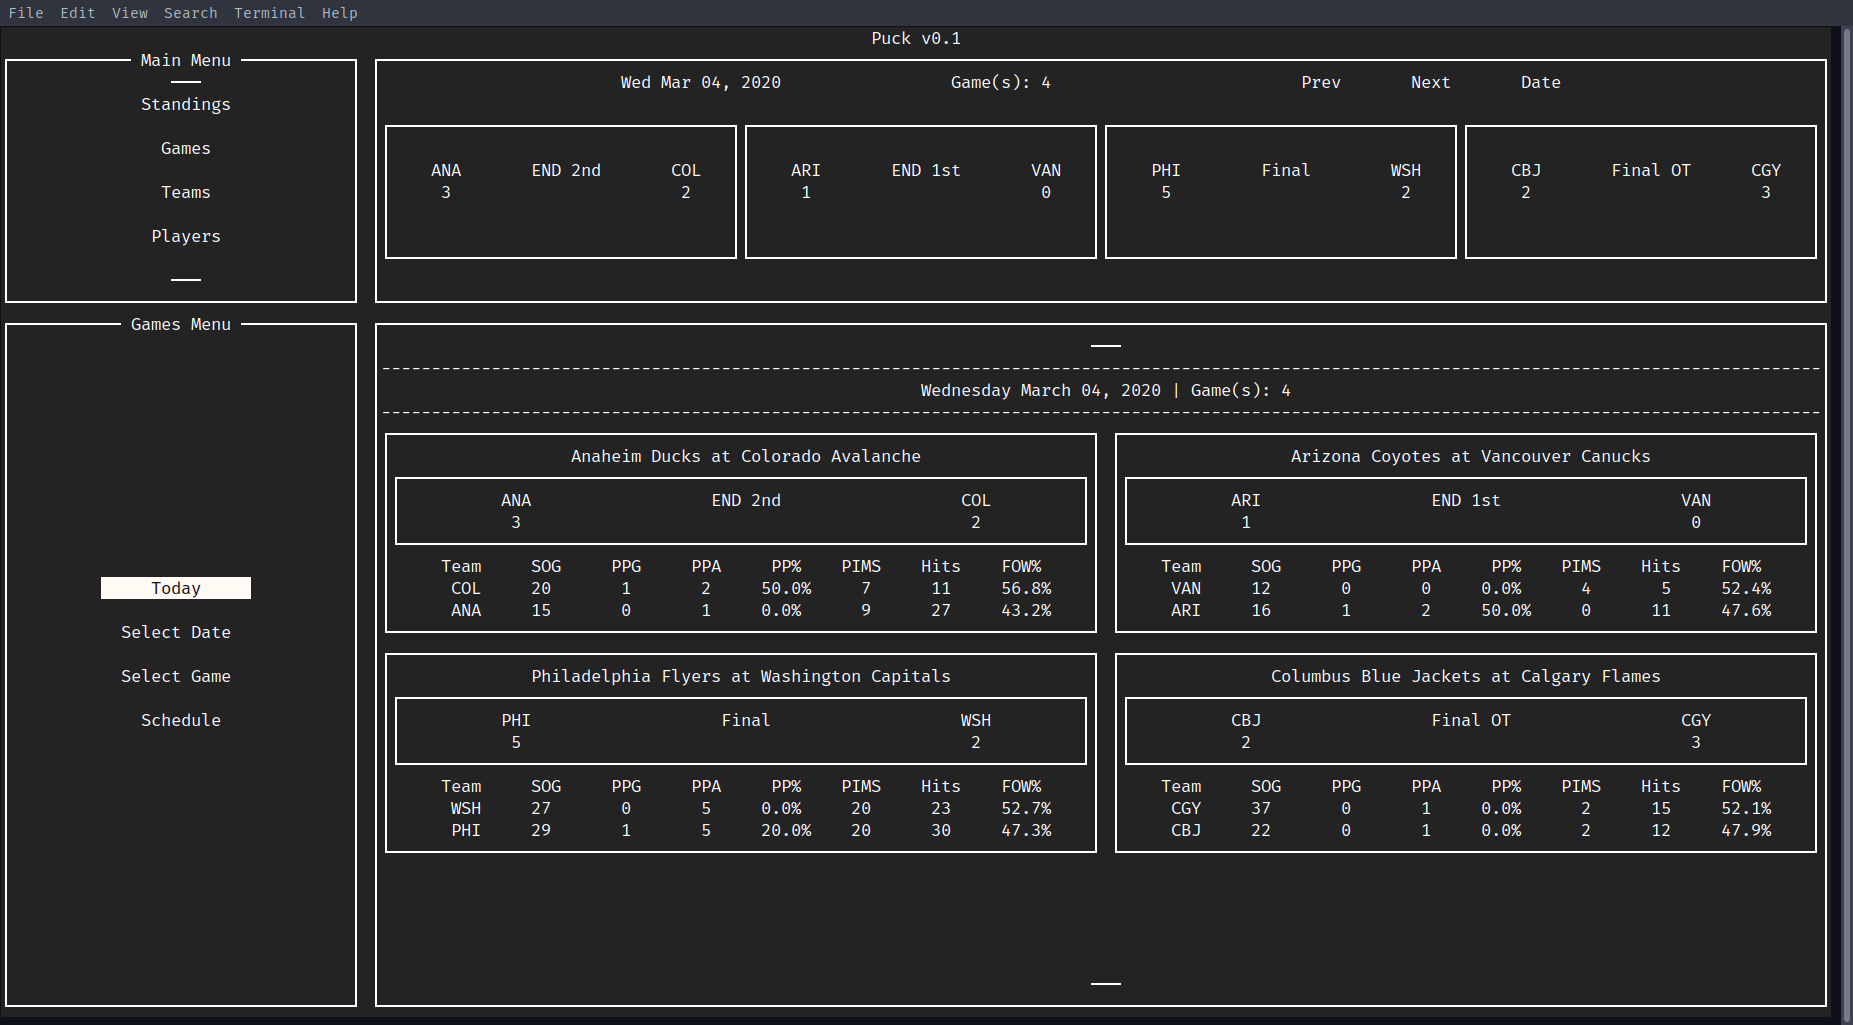 File Edit View Search Terminal Help
Puck v0.1
Main Menu
Standings
Games
Teams
Players
Wed Mar 04, 2020 Game(s): 4 Prev Next Date
ANA END 2nd COL
3 2
ARI END 1st VAN
1 0
PHI Final WSH
5 2
CBJ Final OT CGY
2 3
Games Menu
Today
Select Date
Select Game
Schedule
Wednesday March 04, 2020 | Game(s): 4
Anaheim Ducks at Colorado Avalanche
ANA END 2nd COL
3 2
Team SOG PPG PPA PP% PIMS Hits FOW%
COL 20 1 2 50.0% 7 11 56.8%
ANA 15 0 1 0.0% 9 27 43.2%
Arizona Coyotes at Vancouver Canucks
ARI END 1st VAN
1 0
Team SOG PPG PPA PP% PIMS Hits FOW%
VAN 12 0 0 0.0% 4 5 52.4%
ARI 16 1 2 50.0% 0 11 47.6%
Philadelphia Flyers at Washington Capitals
PHI Final WSH
5 2
Team SOG PPG PPA PP% PIMS Hits FOW%
WSH 27 0 5 0.0% 20 23 52.7%
PHI 29 1 5 20.0% 20 30 47.3%
Columbus Blue Jackets at Calgary Flames
CBJ Final OT CGY
2 3
Team SOG PPG PPA PP% PIMS Hits FOW%
CGY 37 0 1 0.0% 2 15 52.1%
CBJ 22 0 1 0.0% 2 12 47.9%